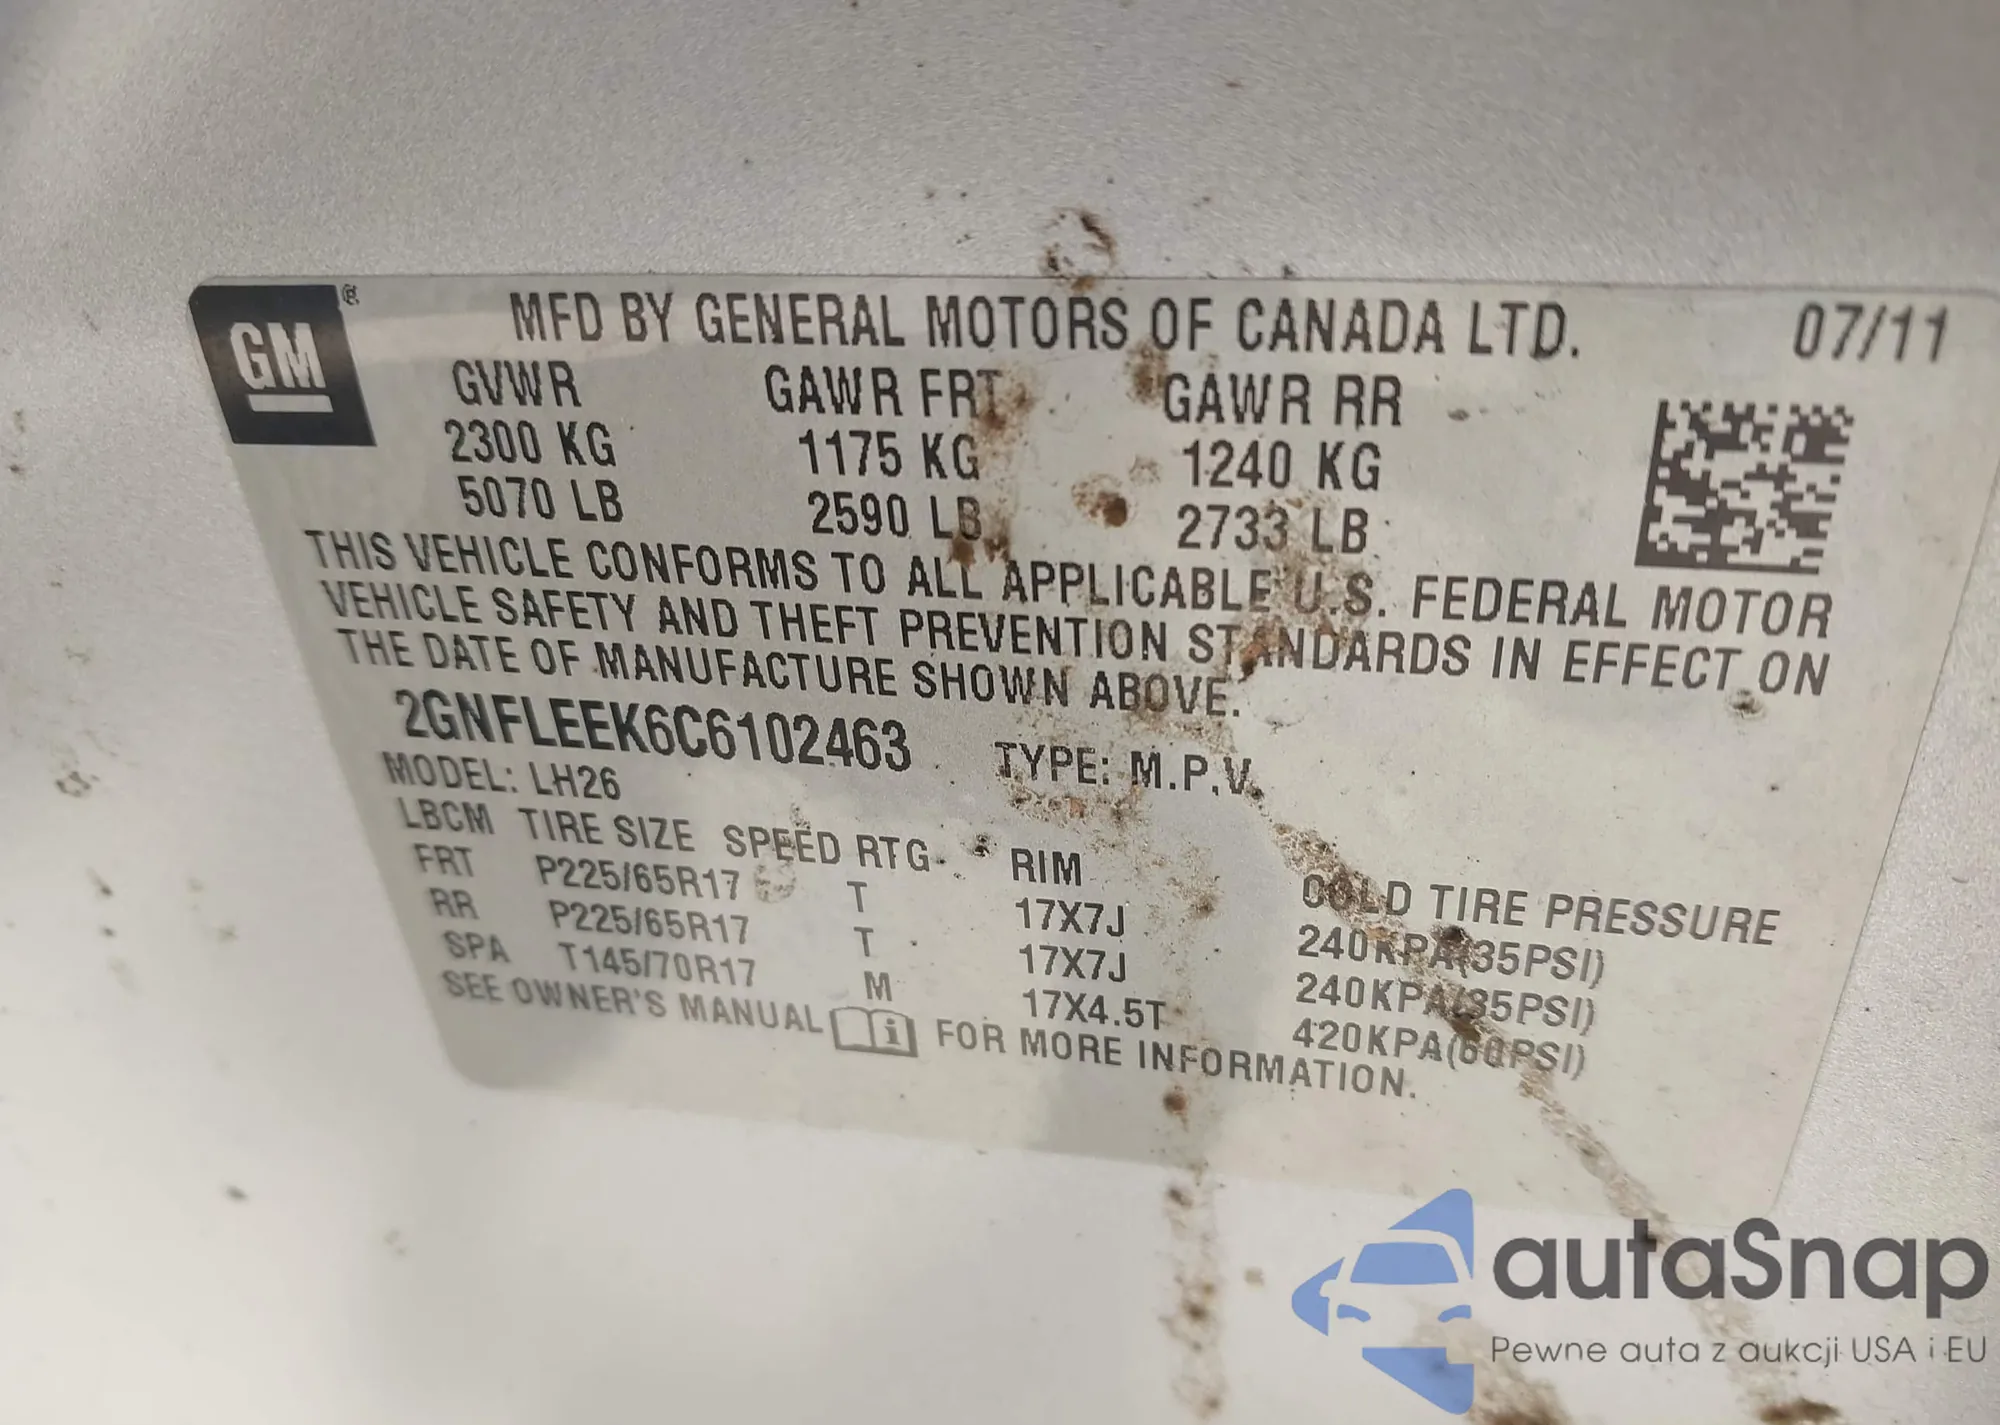 GM ®
MFD BY GENERAL MOTORS OF CANADA LTD. 07/11
GVWR GAWR FRT GAWR RR
2300 KG 1175 KG 1240 KG
5070 LB 2590 LB 2733 LB
THIS VEHICLE CONFORMS TO ALL APPLICABLE U.S. FEDERAL MOTOR
VEHICLE SAFETY AND THEFT PREVENTION STANDARDS IN EFFECT ON
THE DATE OF MANUFACTURE SHOWN ABOVE.
2GNFLEEK6C6102463 TYPE: M.P.V.
MODEL: LH26
LBCM TIRE SIZE SPEED RTG RIM COLD TIRE PRESSURE
FRT P225/65R17 T 17X7J 240KPA(35PSI)
RR P225/65R17 T 17X7J 240KPA(35PSI)
SPA T145/70R17 M 17X4.5T 420KPA(60PSI)
SEE OWNER'S MANUAL i FOR MORE INFORMATION.
autaSnap
Pewne auta z aukcji USA i EU